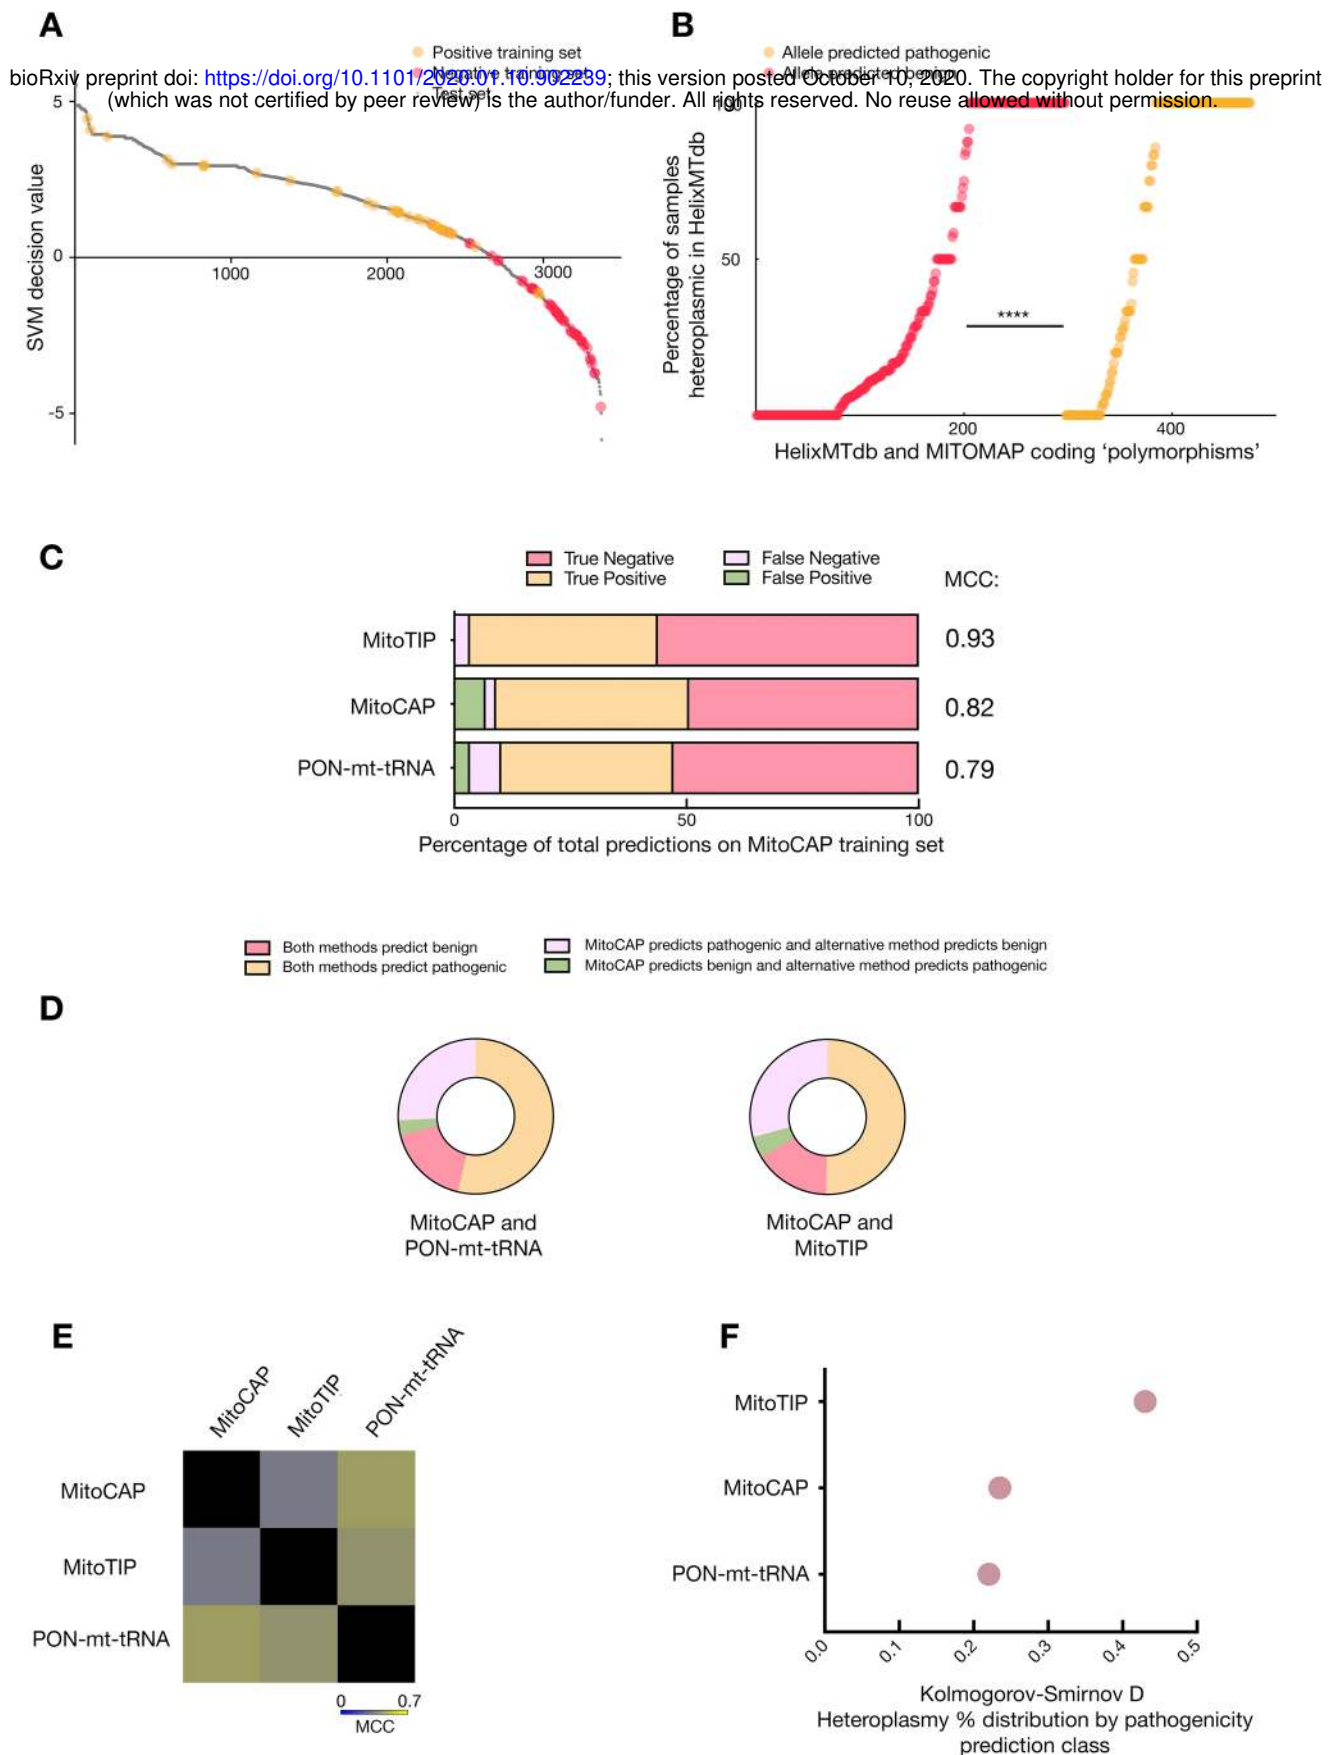 A
B
Positive training set
Allele predicted pathogenic
Negative training set
Allele predicted benign
bioRxiv preprint doi: https://doi.org/10.1101/2020.01.10.902239; this version posted October 10, 2020. The copyright holder for this preprint
Test set
(which was not certified by peer review) is the author/funder. All rights reserved. No reuse allowed without permission.
5
0
-5
1000
2000
3000
SVM decision value
100
50
200
400
Percentage of samples
heteroplasmic in HelixMTdb
****
HelixMTdb and MITOMAP coding ‘polymorphisms’
C
True Negative
False Negative
True Positive
False Positive
MCC:
MitoTIP
0.93
MitoCAP
0.82
PON-mt-tRNA
0.79
0
50
100
Percentage of total predictions on MitoCAP training set
Both methods predict benign
MitoCAP predicts pathogenic and alternative method predicts benign
Both methods predict pathogenic
MitoCAP predicts benign and alternative method predicts pathogenic
D
MitoCAP and
PON-mt-tRNA
MitoCAP and
MitoTIP
E
MitoCAP
MitoTIP
PON-mt-tRNA
MitoCAP
MitoTIP
PON-mt-tRNA
0
0.7
MCC
F
MitoTIP
MitoCAP
PON-mt-tRNA
0.0
0.1
0.2
0.3
0.4
0.5
Kolmogorov-Smirnov D
Heteroplasmy % distribution by pathogenicity
prediction class